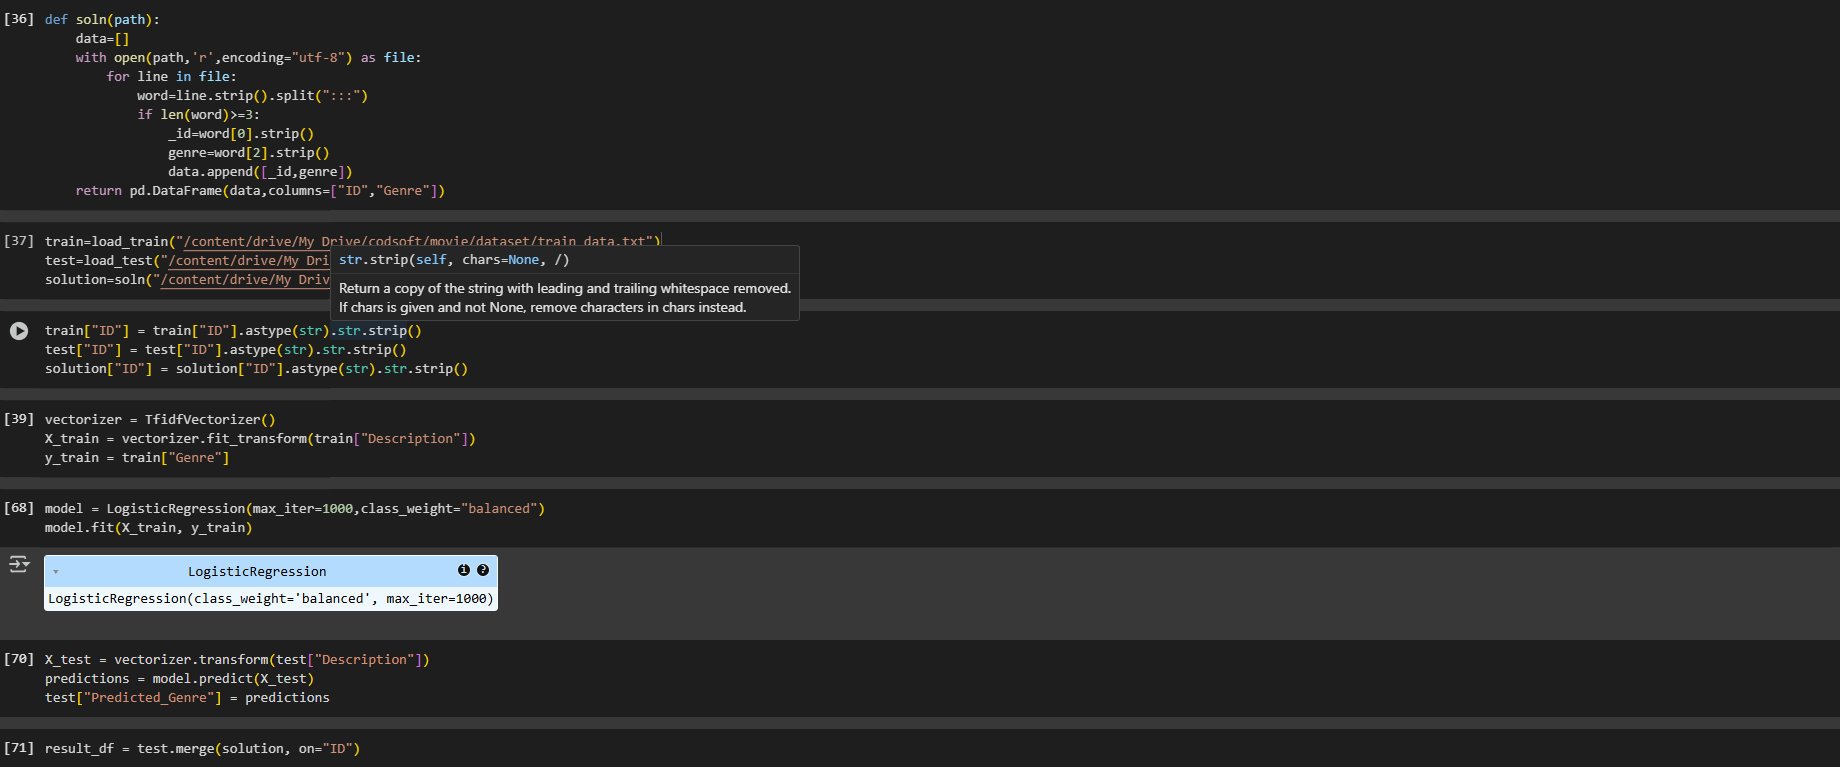 [36] def soln(path):
data=[]
with open(path,'r',encoding="utf-8") as file:
for line in file:
word=line.strip().split(":::")
if len(word)>=3:
_id=word[0].strip()
genre=word[2].strip()
data.append([_id,genre])
return pd.DataFrame(data,columns=["ID","Genre"])
[37] train=load_train("/content/drive/My Drive/codsoft/movie/dataset/train_data.txt")
test=load_test("/content/drive/My Dri
solution=soln("/content/drive/My Driv
str.strip(self, chars=None, /)
Return a copy of the string with leading and trailing whitespace removed.
If chars is given and not None, remove characters in chars instead.
train["ID"] = train["ID"].astype(str).str.strip()
test["ID"] = test["ID"].astype(str).str.strip()
solution["ID"] = solution["ID"].astype(str).str.strip()
[39] vectorizer = TfidfVectorizer()
X_train = vectorizer.fit_transform(train["Description"])
y_train = train["Genre"]
[68] model = LogisticRegression(max_iter=1000,class_weight="balanced")
model.fit(X_train, y_train)
LogisticRegression
LogisticRegression(class_weight='balanced', max_iter=1000)
[70] X_test = vectorizer.transform(test["Description"])
predictions = model.predict(X_test)
test["Predicted_Genre"] = predictions
[71] result_df = test.merge(solution, on="ID")